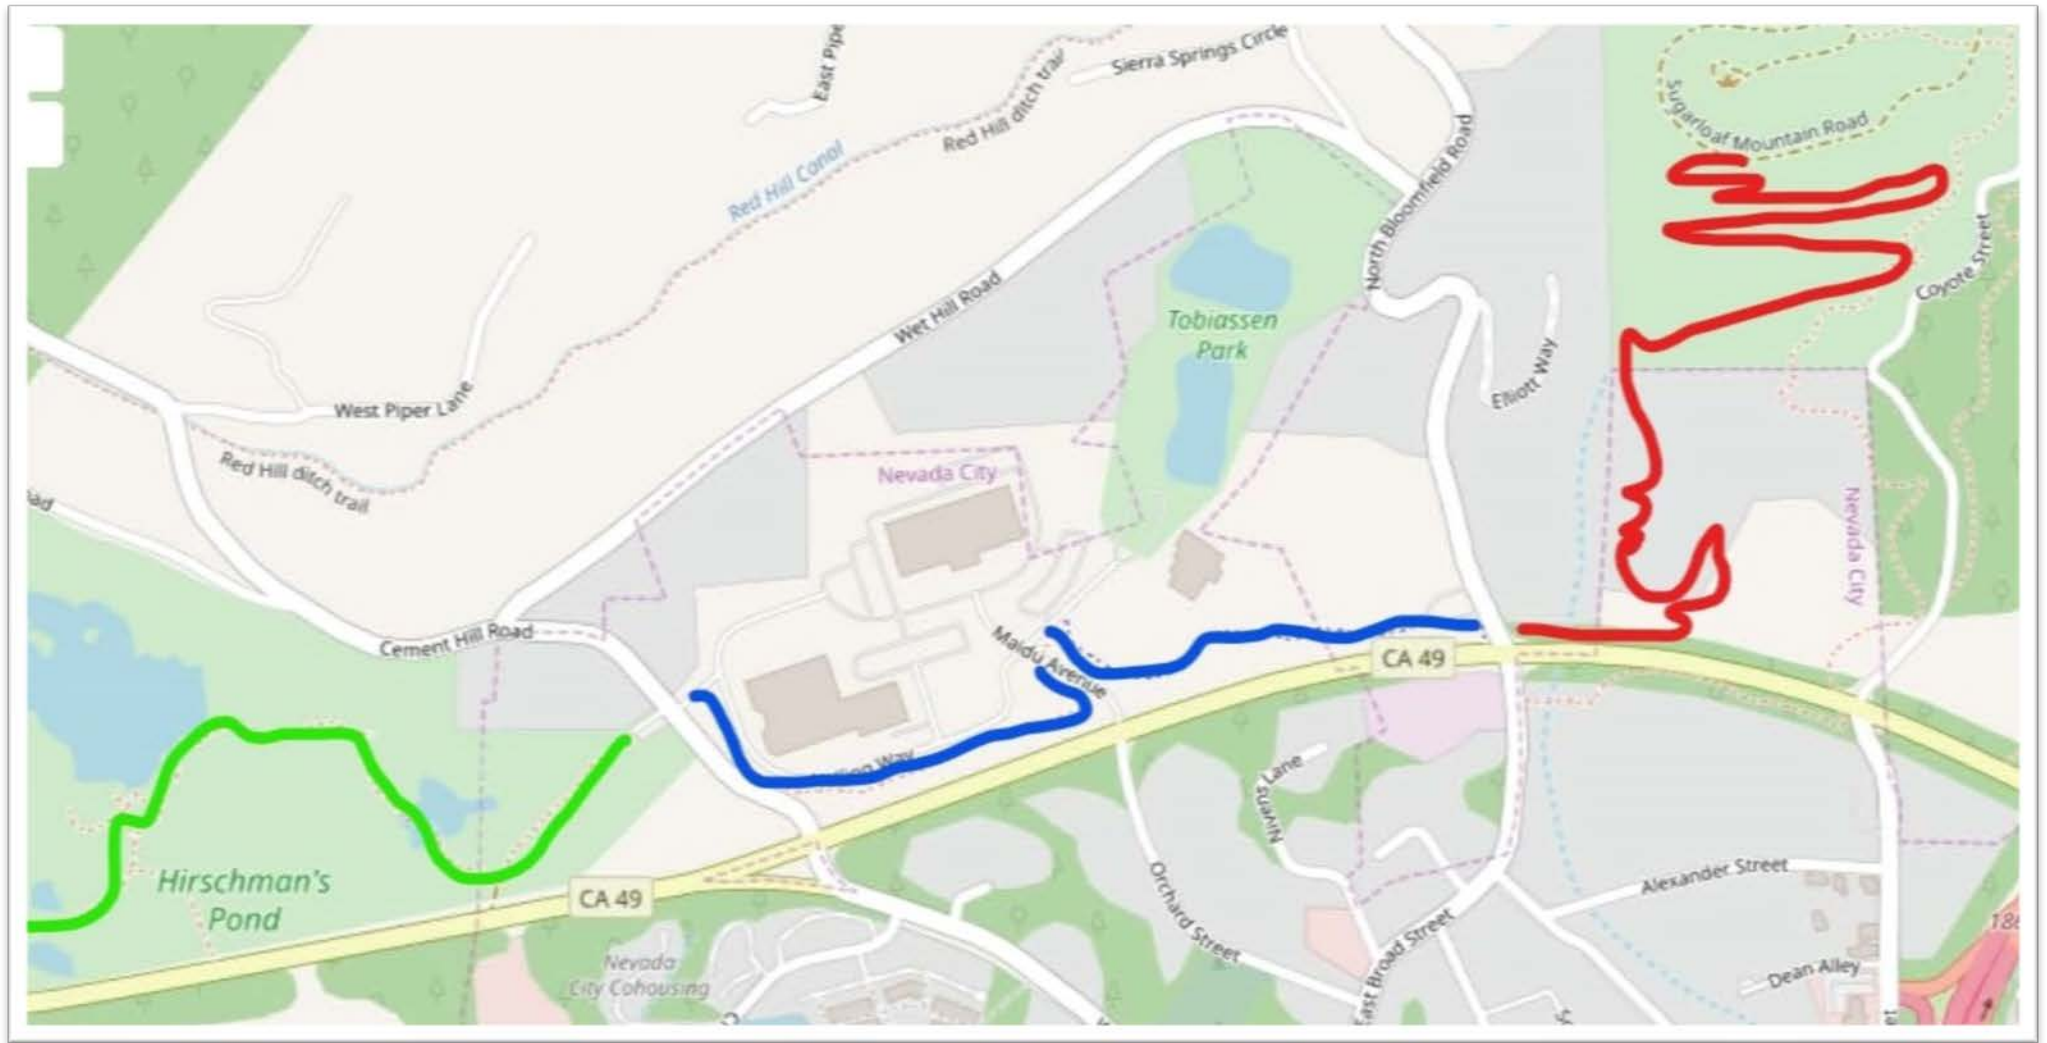 East Pipe
Sierra Springs Circle
Red Hill ditch trail
Red Hill Canal
Sugarloaf Mountain Road
North Bloomfield Road
Coyote Street
Wet Hill Road
Tobiassen
Park
Elliott Way
West Piper Lane
Red Hill ditch trail
Nevada City
Nevada City
Cement Hill Road
Maidu Avenue
CA 49
Way
Nivens Lane
Hirschman's
Pond
CA 49
Orchard Street
Alexander Street
East Broad Street
Nevada
City Cohousing
Dean Alley